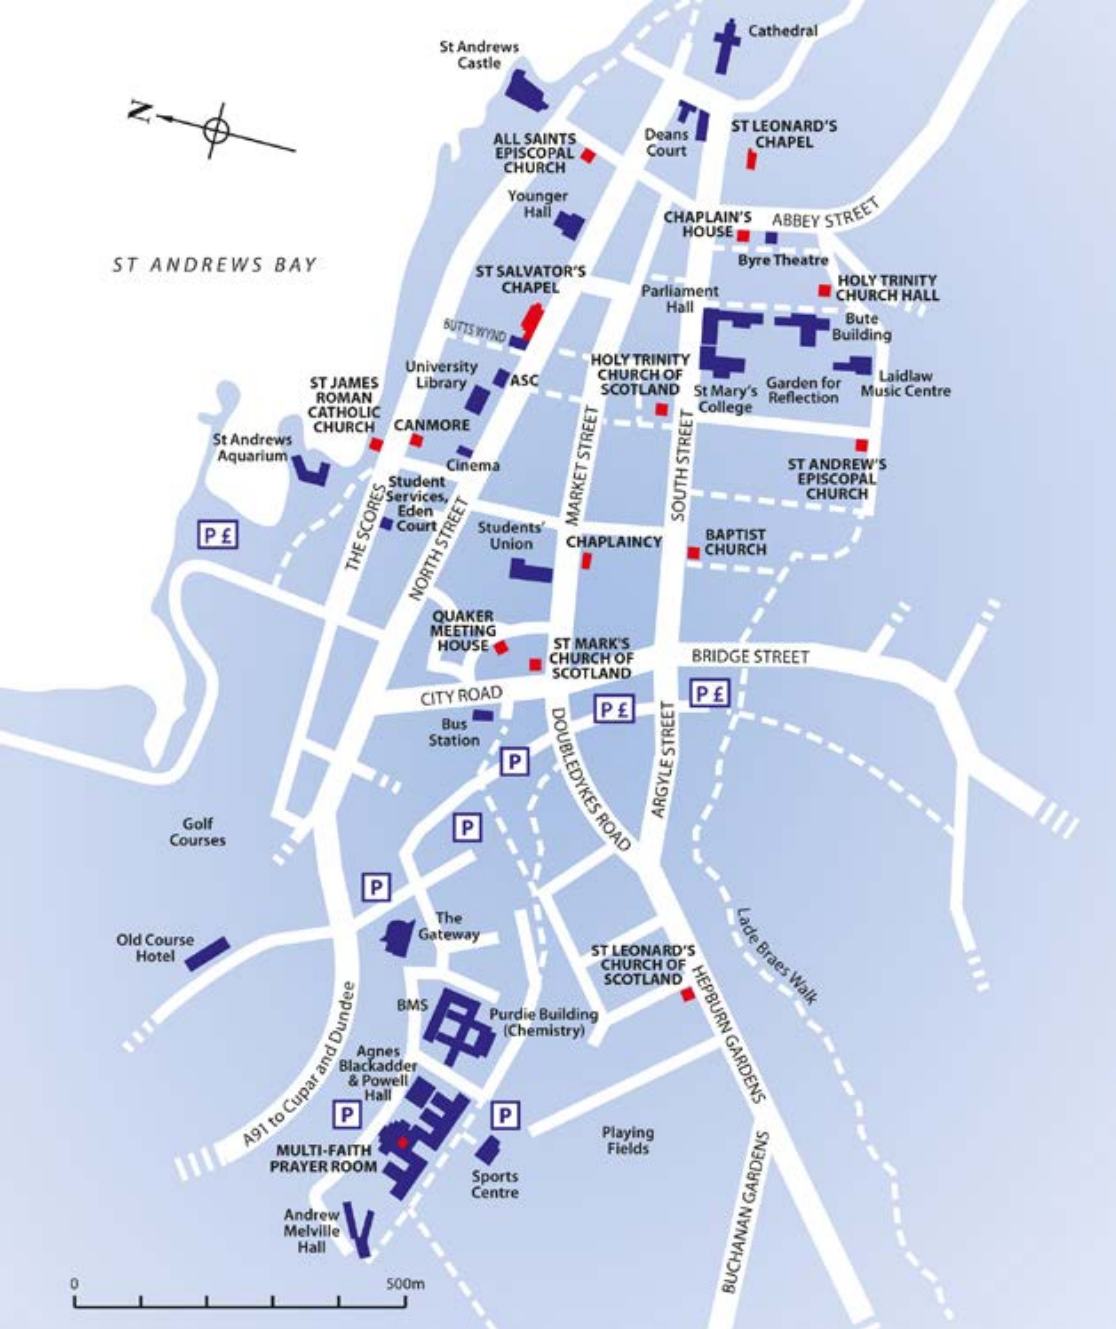 Cathedral
St Andrews
Castle
N
ALL SAINTS
EPISCOPAL
CHURCH
Deans
Court
ST LEONARD'S
CHAPEL
Younger
Hall
CHAPLAIN'S
HOUSE
ABBEY STREET
Byre Theatre
ST ANDREWS BAY
ST SALVATOR'S
CHAPEL
Parliament
Hall
HOLY TRINITY
CHURCH HALL
BUTTS WYND
Bute
Building
University
Library
ASC
HOLY TRINITY
CHURCH OF
SCOTLAND
St Mary's
College
Garden for
Reflection
Laidlaw
Music Centre
ST JAMES
ROMAN
CATHOLIC
CHURCH
CANMORE
St Andrews
Aquarium
Cinema
MARKET STREET
SOUTH STREET
ST ANDREW'S
EPISCOPAL
CHURCH
Student
Services,
Eden
Court
THE SCORES
NORTH STREET
P £
Students'
Union
CHAPLAINCY
BAPTIST
CHURCH
QUAKER
MEETING
HOUSE
ST MARK'S
CHURCH OF
SCOTLAND
BRIDGE STREET
CITY ROAD
P £
P £
Bus
Station
DOUBLEDYKES ROAD
ARGYLE STREET
P
P
Golf
Courses
P
The
Gateway
Old Course
Hotel
Lade Braes Walk
ST LEONARD'S
CHURCH OF
SCOTLAND
HEPBURN GARDENS
BMS
Purdie Building
(Chemistry)
A91 to Cupar and Dundee
Agnes
Blackadder
& Powell
Hall
P
P
MULTI-FAITH
PRAYER ROOM
Playing
Fields
Sports
Centre
BUCHANAN GARDENS
Andrew
Melville
Hall
0 500m